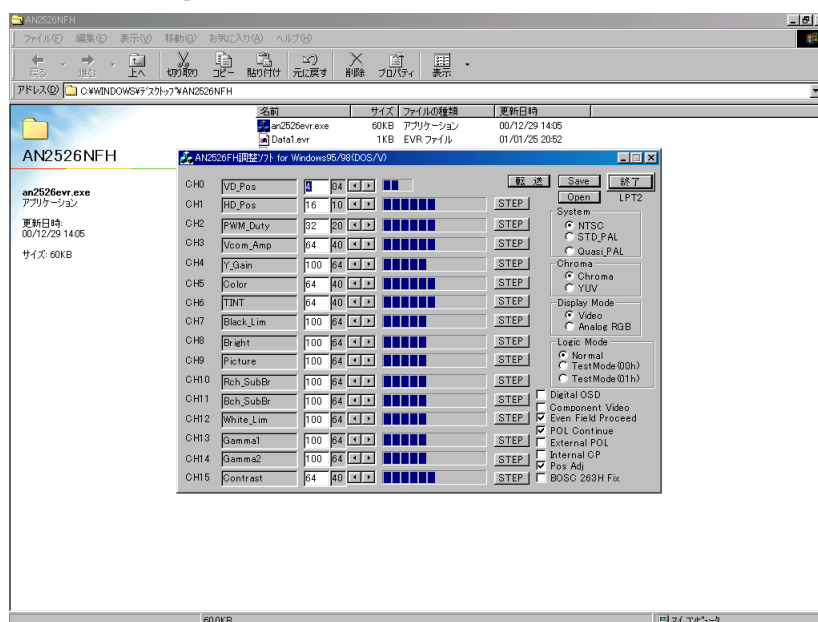 AN2526NFH
ファイル(F) 編集(E) 表示(V) 移動(G) お気に入り(A) ヘルプ(H)
戻る 進む 上へ 切り取り コピー 貼り付け 元に戻す 削除 プロパティ 表示
アドレス(D) C:¥WINDOWS¥デスクトップ¥AN2526NFH
名前 サイズ ファイルの種類 更新日時
an2526evr.exe 60KB アプリケーション 00/12/29 14:05
Data1.evr 1KB EVR ファイル 01/01/25 20:52
AN2526NFH
an2526evr.exe
アプリケーション
更新日時:
00/12/29 14:05
サイズ: 60KB
AN2526FH調整ソフト for Windows95/98(DOS/V)
転 送 Save 終了
Open LPT2
CH0 VD_Pos 4 04
CH1 HD_Pos 16 10 STEP
CH2 PWM_Duty 32 20 STEP
CH3 Vcom_Amp 64 40 STEP
CH4 Y_Gain 100 64 STEP
CH5 Color 64 40 STEP
CH6 TINT 64 40 STEP
CH7 Black_Lim 100 64 STEP
CH8 Bright 100 64 STEP
CH9 Picture 100 64 STEP
CH10 Rch_SubBr 100 64 STEP
CH11 Bch_SubBr 100 64 STEP
CH12 White_Lim 100 64 STEP
CH13 Gamma1 100 64 STEP
CH14 Gamma2 100 64 STEP
CH15 Contrast 64 40 STEP
System
NTSC
STD_PAL
Quasi_PAL
Chroma
Chroma
YUV
Display Mode
Video
Analog RGB
Logic Mode
Normal
TestMode(00h)
TestMode(01h)
Digital OSD
Component Video
Even Field Proceed
POL Continue
External POL
Internal CP
Pos Adj
BOSC 263H Fix
60.0KB マイ コンピュータ